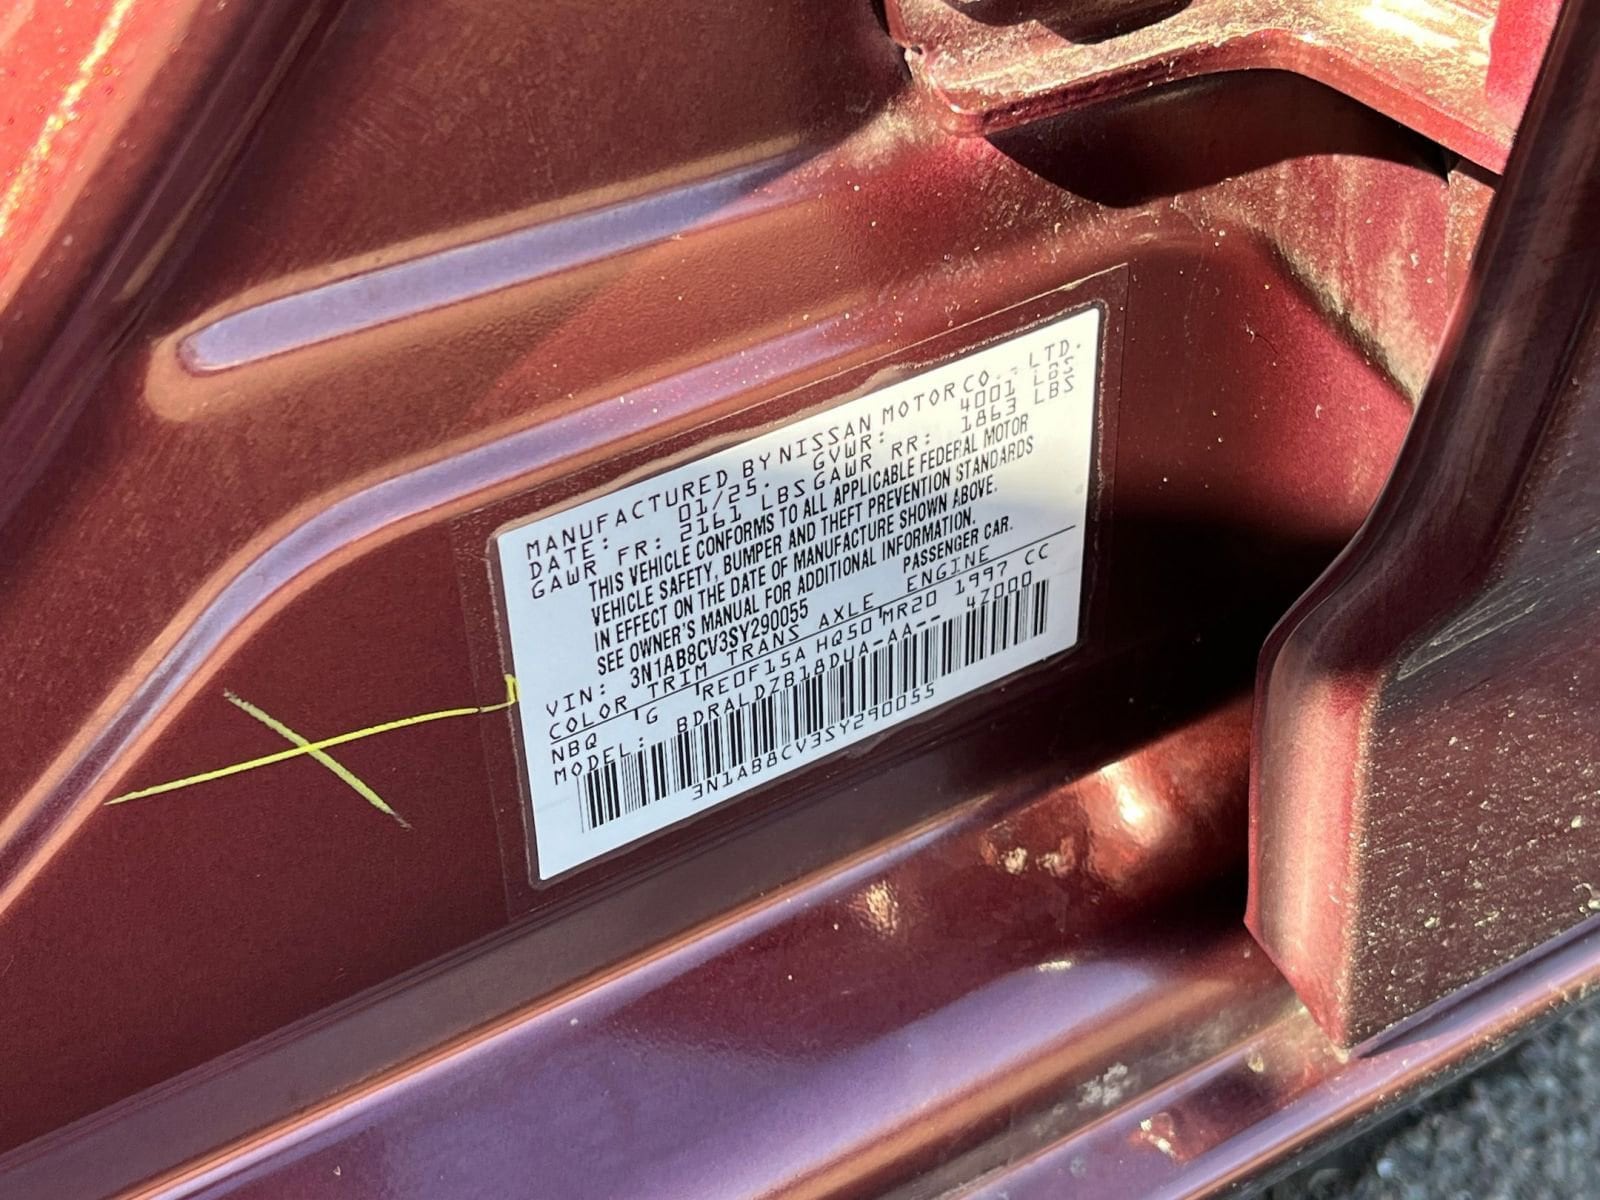 MANUFACTURED BY NISSAN MOTOR CO., LTD.
DATE: 01/25. GVWR: 4001 LBS
GAWR FR: 2161 LBS GAWR RR: 1863 LBS
THIS VEHICLE CONFORMS TO ALL APPLICABLE FEDERAL MOTOR
VEHICLE SAFETY, BUMPER AND THEFT PREVENTION STANDARDS
IN EFFECT ON THE DATE OF MANUFACTURE SHOWN ABOVE.
SEE OWNER'S MANUAL FOR ADDITIONAL INFORMATION.
VIN: 3N1AB8CV3SY290055 PASSENGER CAR.
COLOR TRIM TRANS AXLE ENGINE
NBQ G RE0F15A HQ50 MR20 1997 CC
MODEL: BDRALDZB18DUA-AA-- 4Z000
3N1AB8CV3SY290055